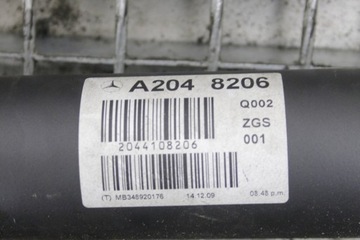 A204 8206
Q002
ZGS
001
2044108206
(T) MB348920176 14.12.09 08:48 p.m.